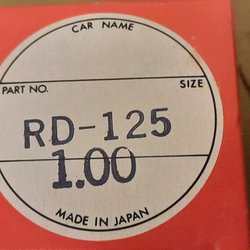 CAR NAME
PART NO. SIZE
RD-125
1.00
MADE IN JAPAN